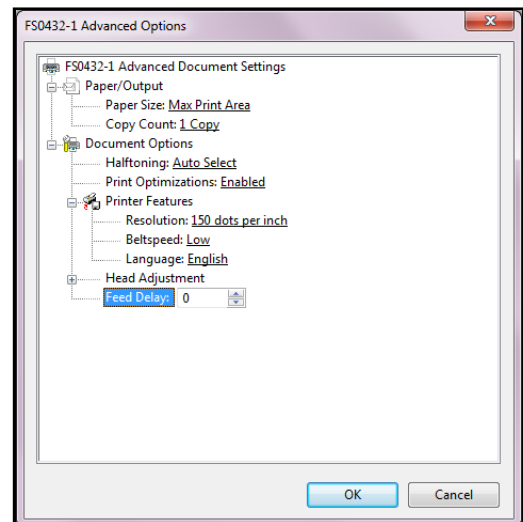 FS0432-1 Advanced Options
FS0432-1 Advanced Document Settings
Paper/Output
Paper Size: Max Print Area
Copy Count: 1 Copy
Document Options
Halftoning: Auto Select
Print Optimizations: Enabled
Printer Features
Resolution: 150 dots per inch
Beltspeed: Low
Language: English
Head Adjustment
Feed Delay: 0
OK Cancel